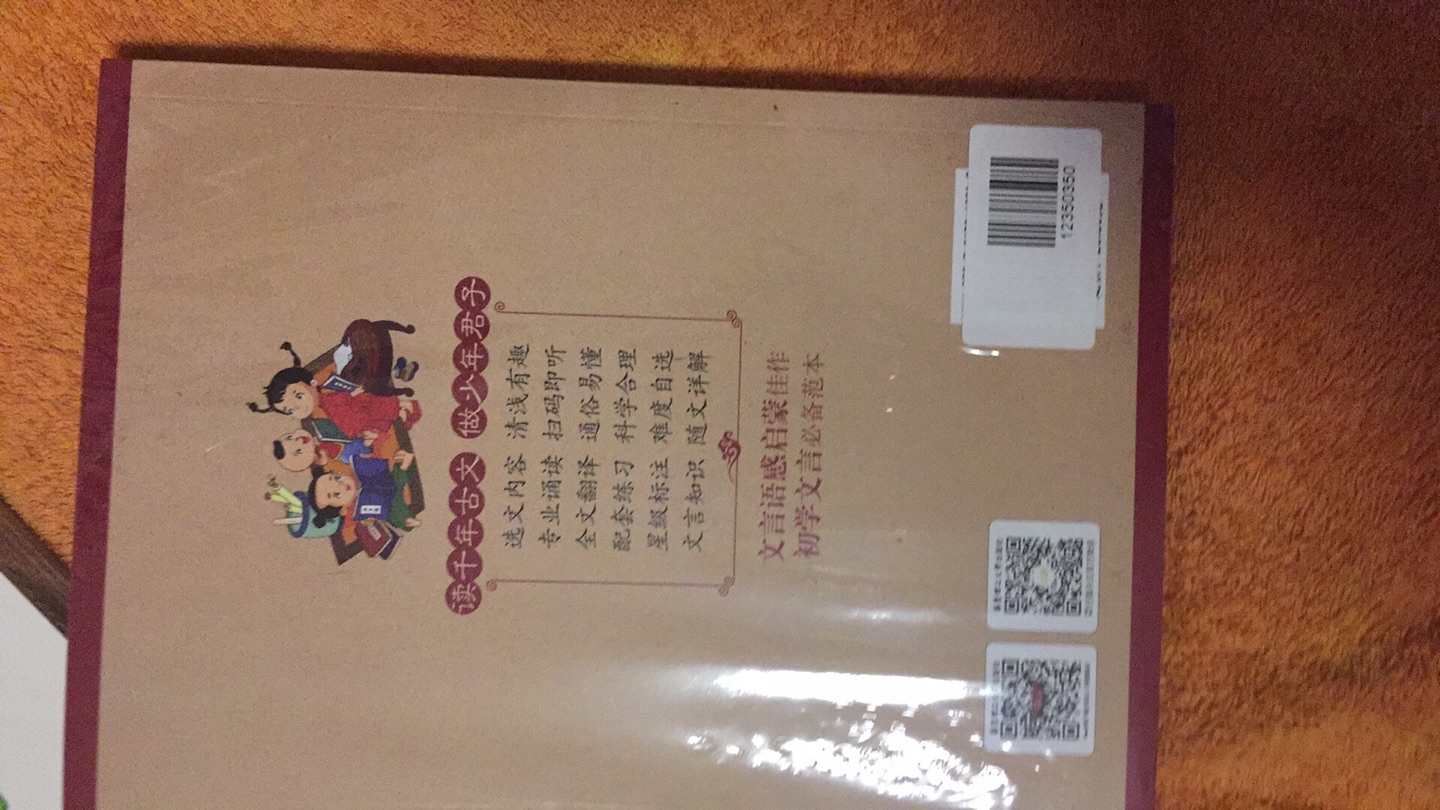 读千年古文 做少年君子
选文内容 清浅有趣
专业诵读 扫码即听
全文翻译 通俗易懂
配套练习 科学合理
星级标注 难度自选
文言知识 随文详解
文言语感启蒙佳作
初学文言必备范本
12350350